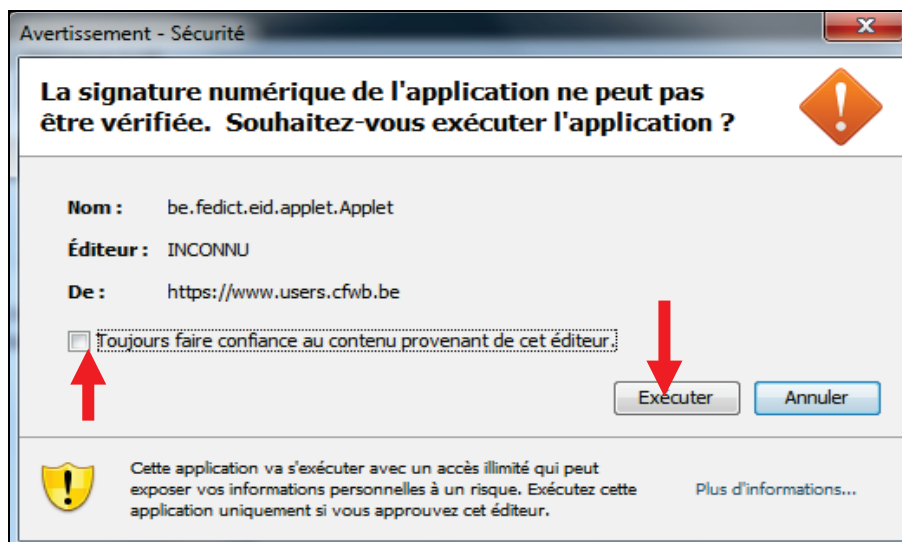 Avertissement - Sécurité
La signature numérique de l'application ne peut pas
être vérifiée. Souhaitez-vous exécuter l'application ?
Nom : be.fedict.eid.applet.Applet
Éditeur : INCONNU
De : https://www.users.cfwb.be
Toujours faire confiance au contenu provenant de cet éditeur.
Exécuter Annuler
Cette application va s'exécuter avec un accès illimité qui peut
exposer vos informations personnelles à un risque. Exécutez cette
application uniquement si vous approuvez cet éditeur.
Plus d'informations...